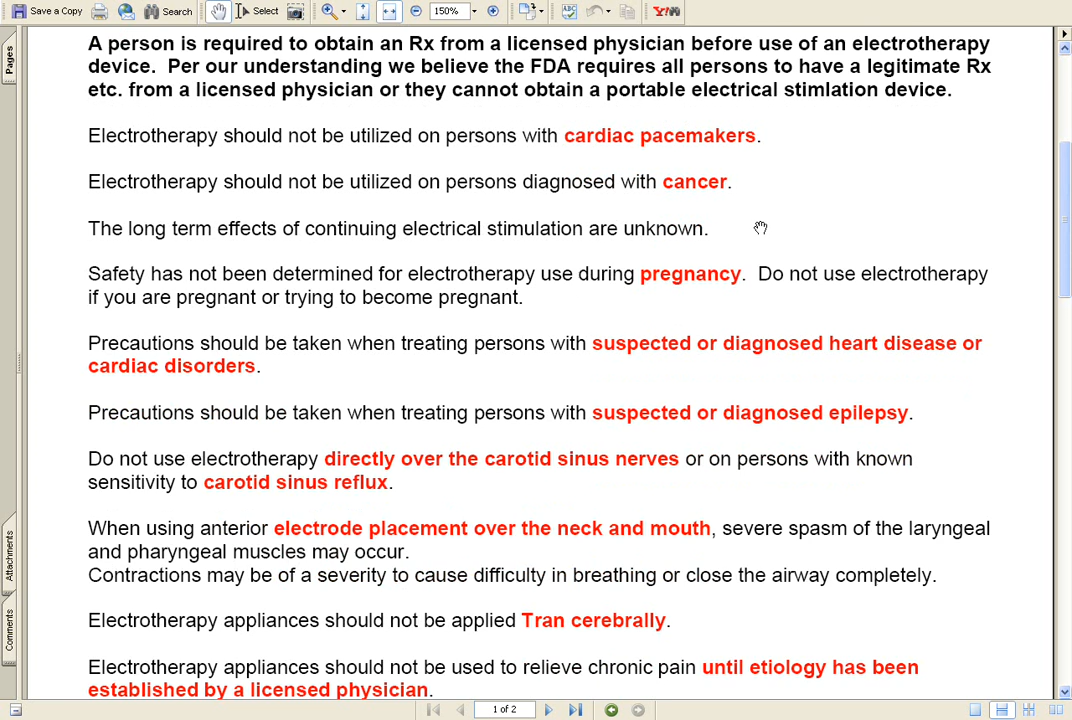 Save a Copy Search Select 150%
Pages
A person is required to obtain an Rx from a licensed physician before use of an electrotherapy
device. Per our understanding we believe the FDA requires all persons to have a legitimate Rx
etc. from a licensed physician or they cannot obtain a portable electrical stimlation device.
Electrotherapy should not be utilized on persons with cardiac pacemakers.
Electrotherapy should not be utilized on persons diagnosed with cancer.
The long term effects of continuing electrical stimulation are unknown.
Safety has not been determined for electrotherapy use during pregnancy. Do not use electrotherapy
if you are pregnant or trying to become pregnant.
Precautions should be taken when treating persons with suspected or diagnosed heart disease or
cardiac disorders.
Precautions should be taken when treating persons with suspected or diagnosed epilepsy.
Do not use electrotherapy directly over the carotid sinus nerves or on persons with known
sensitivity to carotid sinus reflux.
When using anterior electrode placement over the neck and mouth, severe spasm of the laryngeal
and pharyngeal muscles may occur.
Contractions may be of a severity to cause difficulty in breathing or close the airway completely.
Electrotherapy appliances should not be applied Tran cerebrally.
Electrotherapy appliances should not be used to relieve chronic pain until etiology has been
established by a licensed physician.
Attachments
Comments
1 of 2